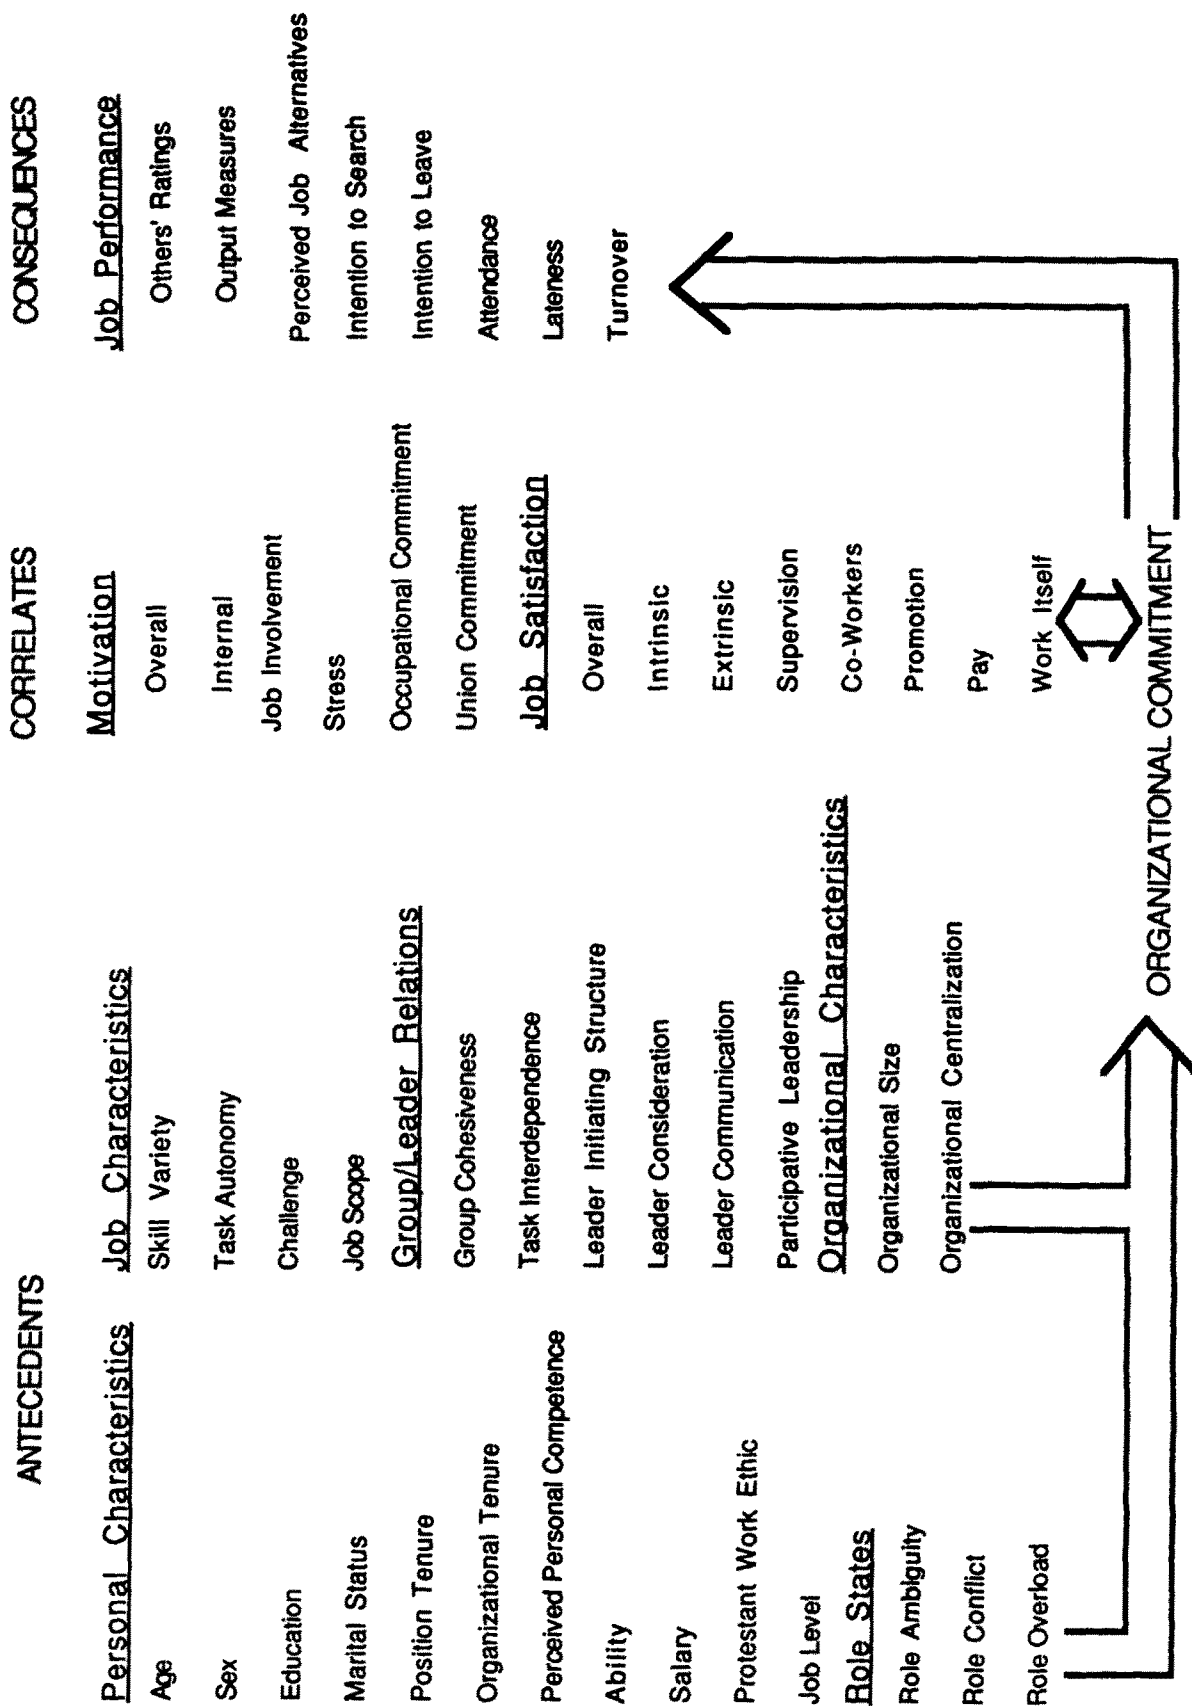 ANTECEDENTS
Personal Characteristics
Age
Sex
Education
Marital Status
Position Tenure
Organizational Tenure
Perceived Personal Competence
Ability
Salary
Protestant Work Ethic
Job Level
Role States
Role Ambiguity
Role Conflict
Role Overload
Job Characteristics
Skill Variety
Task Autonomy
Challenge
Job Scope
Group/Leader Relations
Group Cohesiveness
Task Interdependence
Leader Initiating Structure
Leader Consideration
Leader Communication
Participative Leadership
Organizational Characteristics
Organizational Size
Organizational Centralization
CORRELATES
Motivation
Overall
Internal
Job Involvement
Stress
Occupational Commitment
Union Commitment
Job Satisfaction
Overall
Intrinsic
Extrinsic
Supervision
Co-Workers
Promotion
Pay
Work Itself
CONSEQUENCES
Job Performance
Others' Ratings
Output Measures
Perceived Job Alternatives
Intention to Search
Intention to Leave
Attendance
Lateness
Turnover
ORGANIZATIONAL COMMITMENT